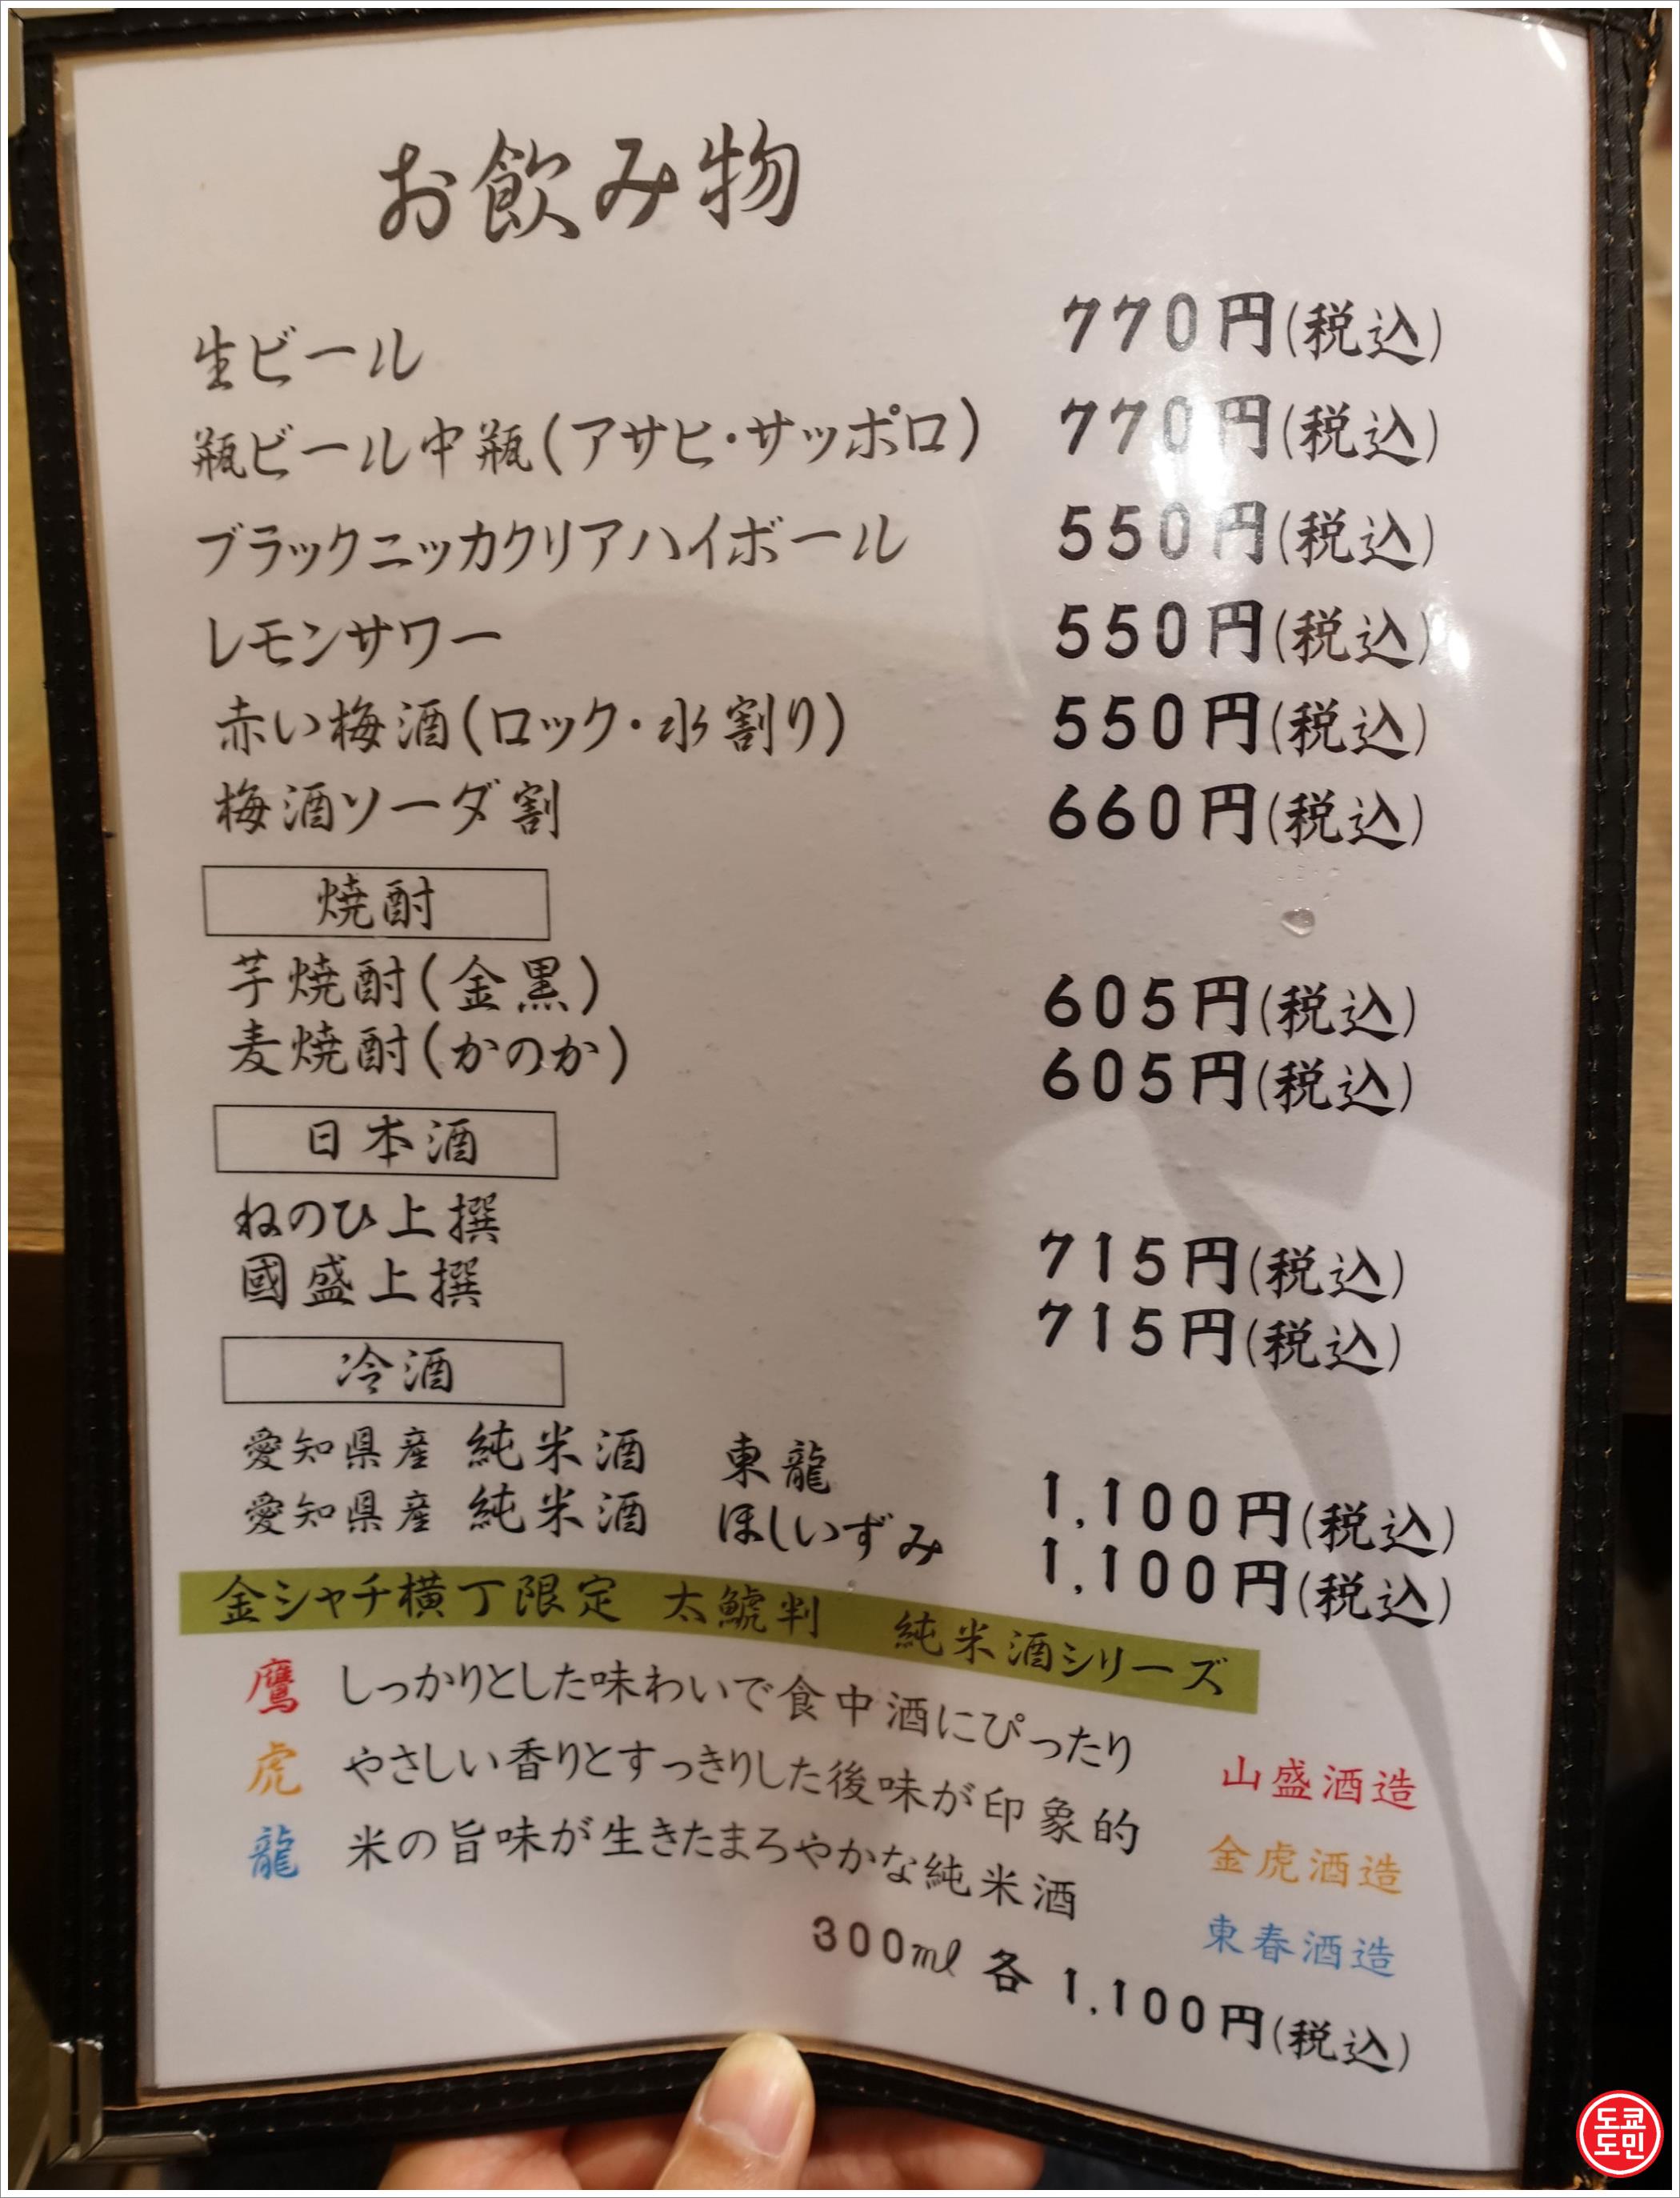 お飲み物
生ビール 770円(税込)
瓶ビール中瓶(アサヒ・サッポロ) 770円(税込)
ブラックニッカクリアハイボール 550円(税込)
レモンサワー 550円(税込)
赤い梅酒(ロック・水割り) 550円(税込)
梅酒ソーダ割 660円(税込)
焼酎
芋焼酎(金黒) 605円(税込)
麦焼酎(かのか) 605円(税込)
日本酒
ねのひ上撰 715円(税込)
國盛上撰 715円(税込)
冷酒
愛知県産 純米酒 東龍 1,100円(税込)
愛知県産 純米酒 ほしいずみ 1,100円(税込)
金シャチ横丁限定 太鯱判 純米酒シリーズ
鷹 しっかりとした味わいで食中酒にぴったり 山盛酒造
虎 やさしい香りとすっきりした後味が印象的 金虎酒造
龍 米の旨味が生きたまろやかな純米酒 東春酒造
300ml 各 1,100円(税込)
도쿄
도민